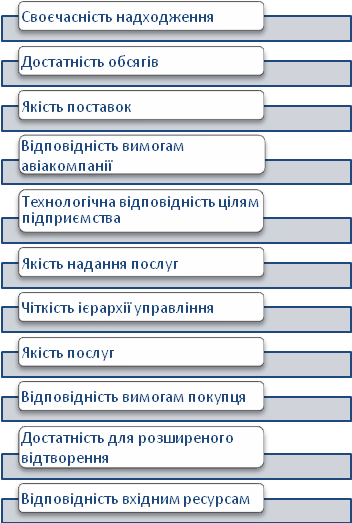 Своєчасність надходження
Достатність обсягів
Якість поставок
Відповідність вимогам
авіакомпанії
Технологічна відповідність цілям
підприємства
Якість надання послуг
Чіткість ієрархії управління
Якість послуг
Відповідність вимогам покупця
Достатність для розширеного
відтворення
Відповідність вхідним ресурсам